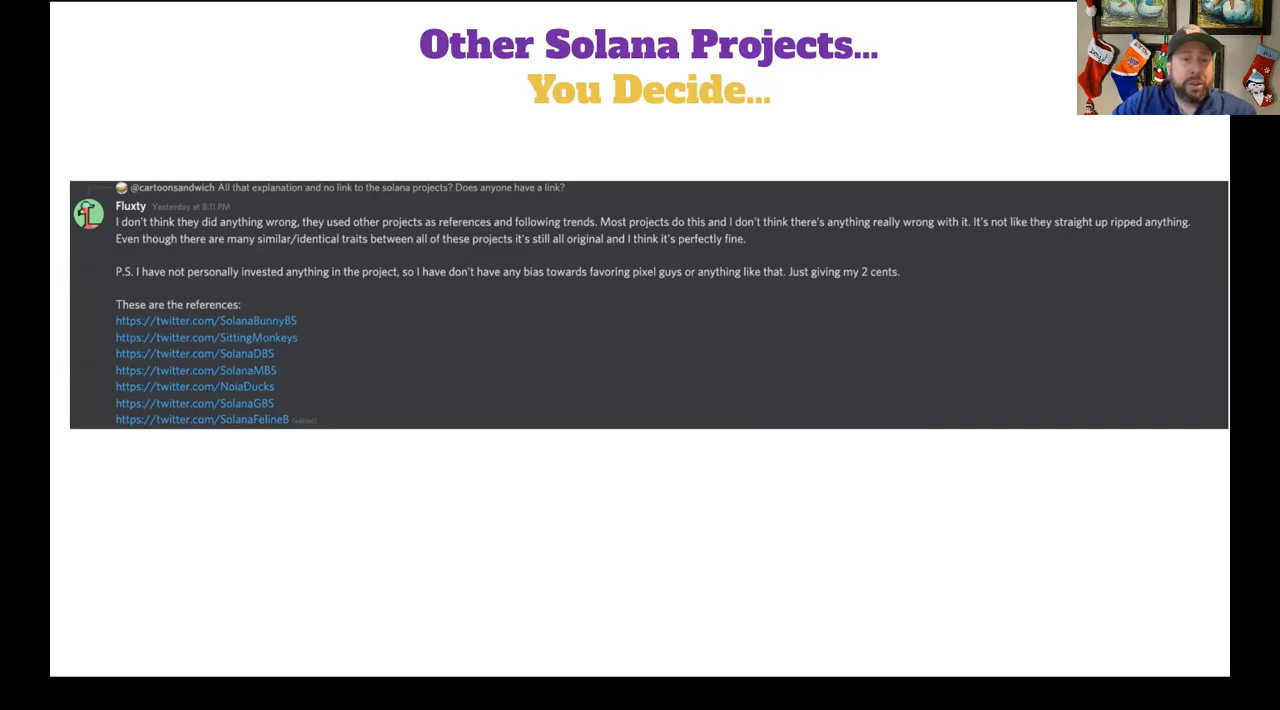 Other Solana Projects...
You Decide...
@cartoonsandwich All that explanation and no link to the solana projects? Does anyone have a link?
Fluxty Yesterday at 8:11 PM
I don't think they did anything wrong, they used other projects as references and following trends. Most projects do this and I don't think there's anything really wrong with it. It's not like they straight up ripped anything.
Even though there are many similar/identical traits between all of these projects it's still all original and I think it's perfectly fine.
P.S. I have not personally invested anything in the project, so I have don't have any bias towards favoring pixel guys or anything like that. Just giving my 2 cents.
These are the references:
https://twitter.com/SolanaBunnyBS
https://twitter.com/SittingMonkeys
https://twitter.com/SolanaDBS
https://twitter.com/SolanaMBS
https://twitter.com/NoiaDucks
https://twitter.com/SolanaGBS
https://twitter.com/SolanaFelineB (edited)